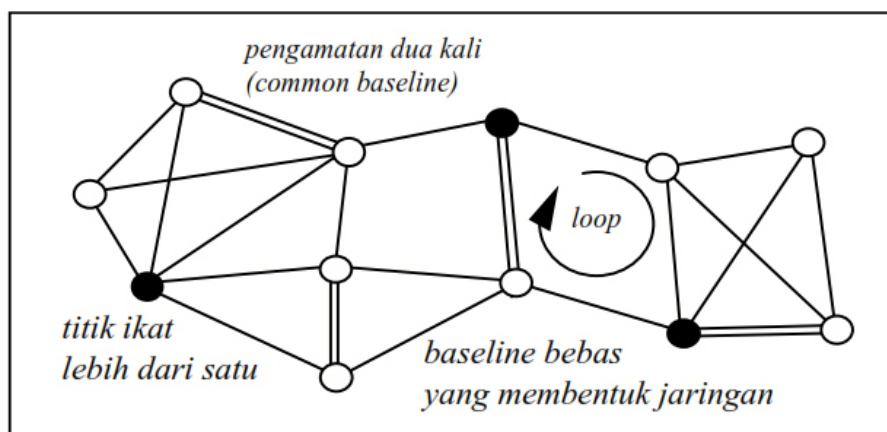 pengamatan dua kali
(common baseline)
loop
titik ikat
lebih dari satu
baseline bebas
yang membentuk jaringan